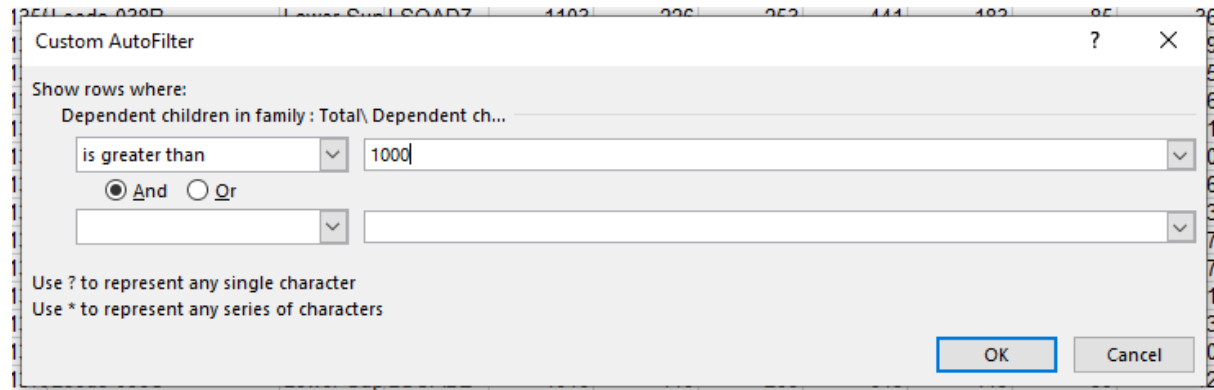 Custom AutoFilter ?
Show rows where:
Dependent children in family : Total\ Dependent ch...
is greater than 1000
And Or
Use ? to represent any single character
Use * to represent any series of characters
OK Cancel